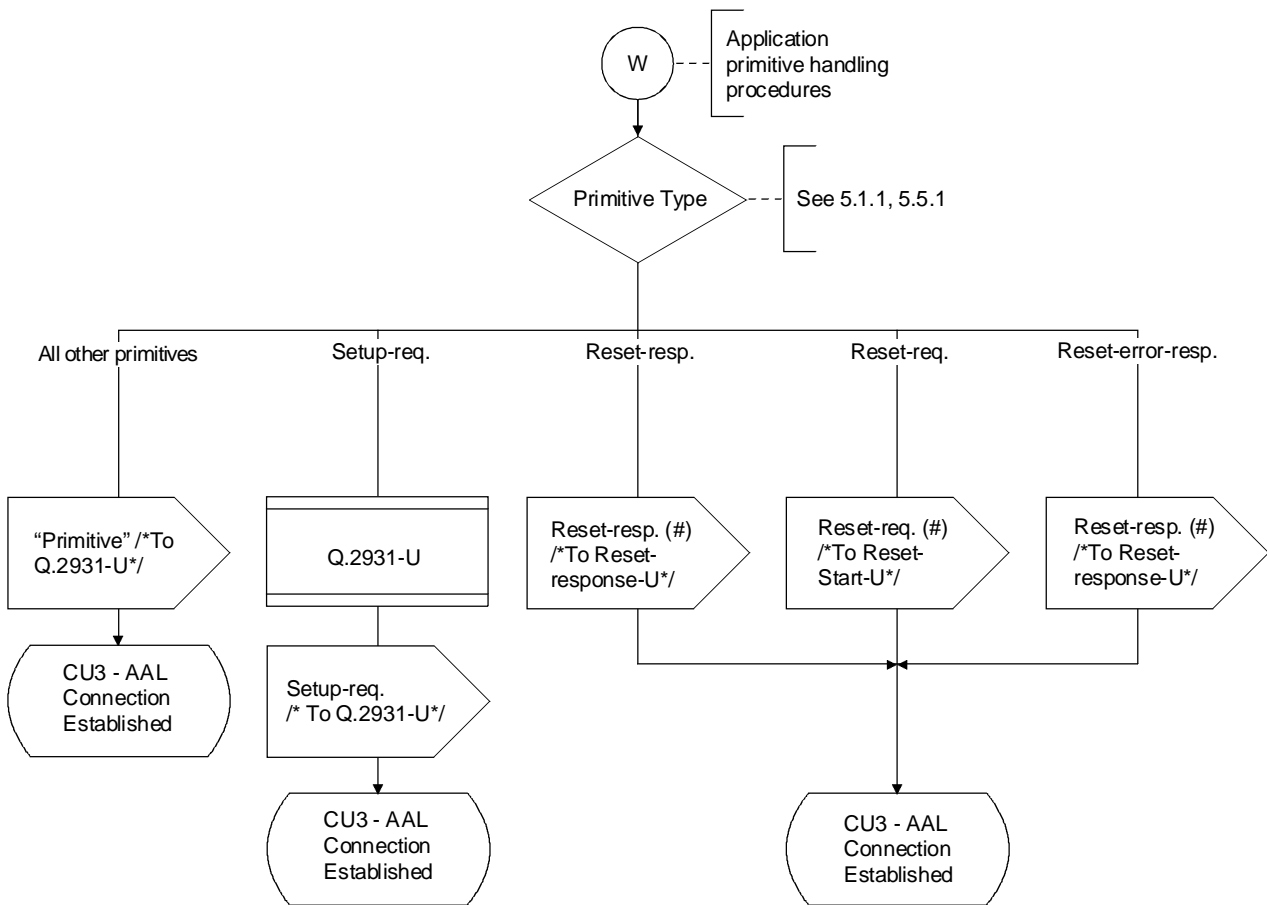 W
Application
primitive handling
procedures
Primitive Type
See 5.1.1, 5.5.1
All other primitives
Setup-req.
Reset-resp.
Reset-req.
Reset-error-resp.
“Primitive” /*To
Q.2931-U*/
Q.2931-U
Reset-resp. (#)
/*To Reset-
response-U*/
Reset-req. (#)
/*To Reset-
Start-U*/
Reset-resp. (#)
/*To Reset-
response-U*/
CU3 - AAL
Connection
Established
Setup-req.
/* To Q.2931-U*/
CU3 - AAL
Connection
Established
CU3 - AAL
Connection
Established